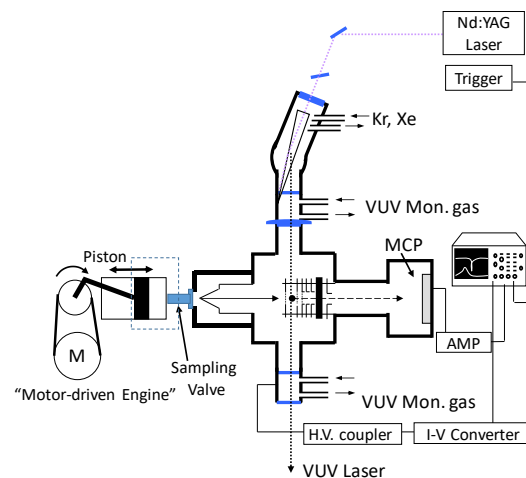 Nd:YAG
Laser
Trigger
Kr, Xe
VUV Mon. gas
MCP
Piston
AMP
M
Sampling
Valve
“Motor-driven Engine”
VUV Mon. gas
H.V. coupler
I-V Converter
VUV Laser